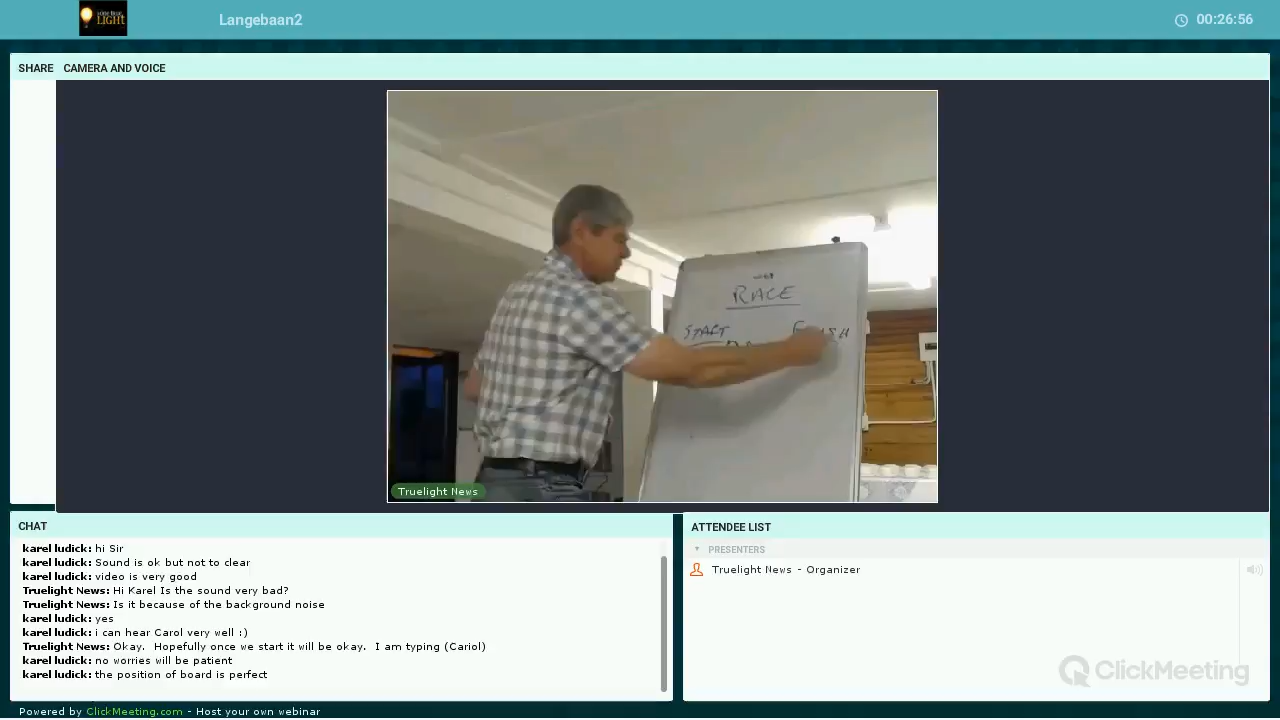 LIGHT
Langebaan2
00:26:56
SHARE CAMERA AND VOICE
RACE
START
Truelight News
CHAT
karel ludick: hi Sir
karel ludick: Sound is ok but not to clear
karel ludick: video is very good
Truelight News: Hi Karel Is the sound very bad?
Truelight News: Is it because of the background noise
karel ludick: yes
karel ludick: i can hear Carol very well :)
Truelight News: Okay. Hopefully once we start it will be okay. I am typing (Cariol)
karel ludick: no worries will be patient
karel ludick: the position of board is perfect
ATTENDEE LIST
PRESENTERS
Truelight News - Organizer
ClickMeeting
Powered by ClickMeeting.com - Host your own webinar